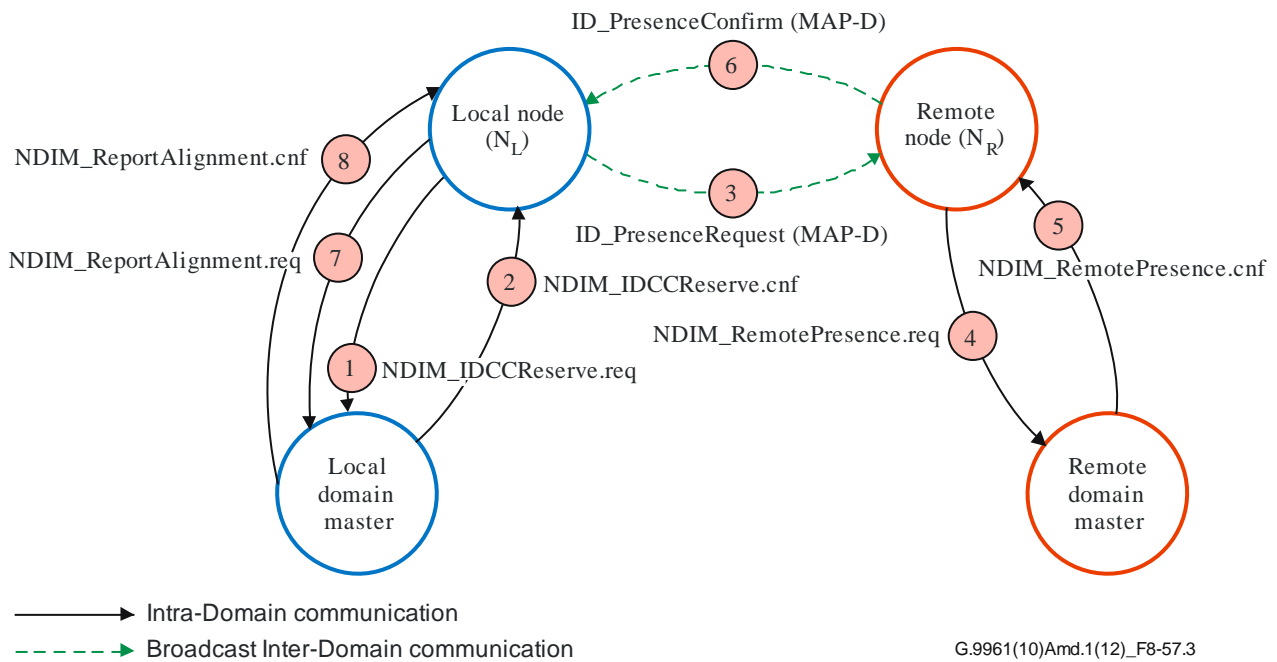 ID_PresenceConfirm (MAP-D)
6
Local node
(N_L)
Remote
node (N_R)
NDIM_ReportAlignment.cnf
8
3
ID_PresenceRequest (MAP-D)
5
NDIM_RemotePresence.cnf
NDIM_ReportAlignment.req
7
2
NDIM_IDCCReserve.cnf
NDIM_RemotePresence.req
4
1
NDIM_IDCCReserve.req
Local
domain
master
Remote
domain
master
Intra-Domain communication
Broadcast Inter-Domain communication
G.9961(10)Amd.1(12)_F8-57.3